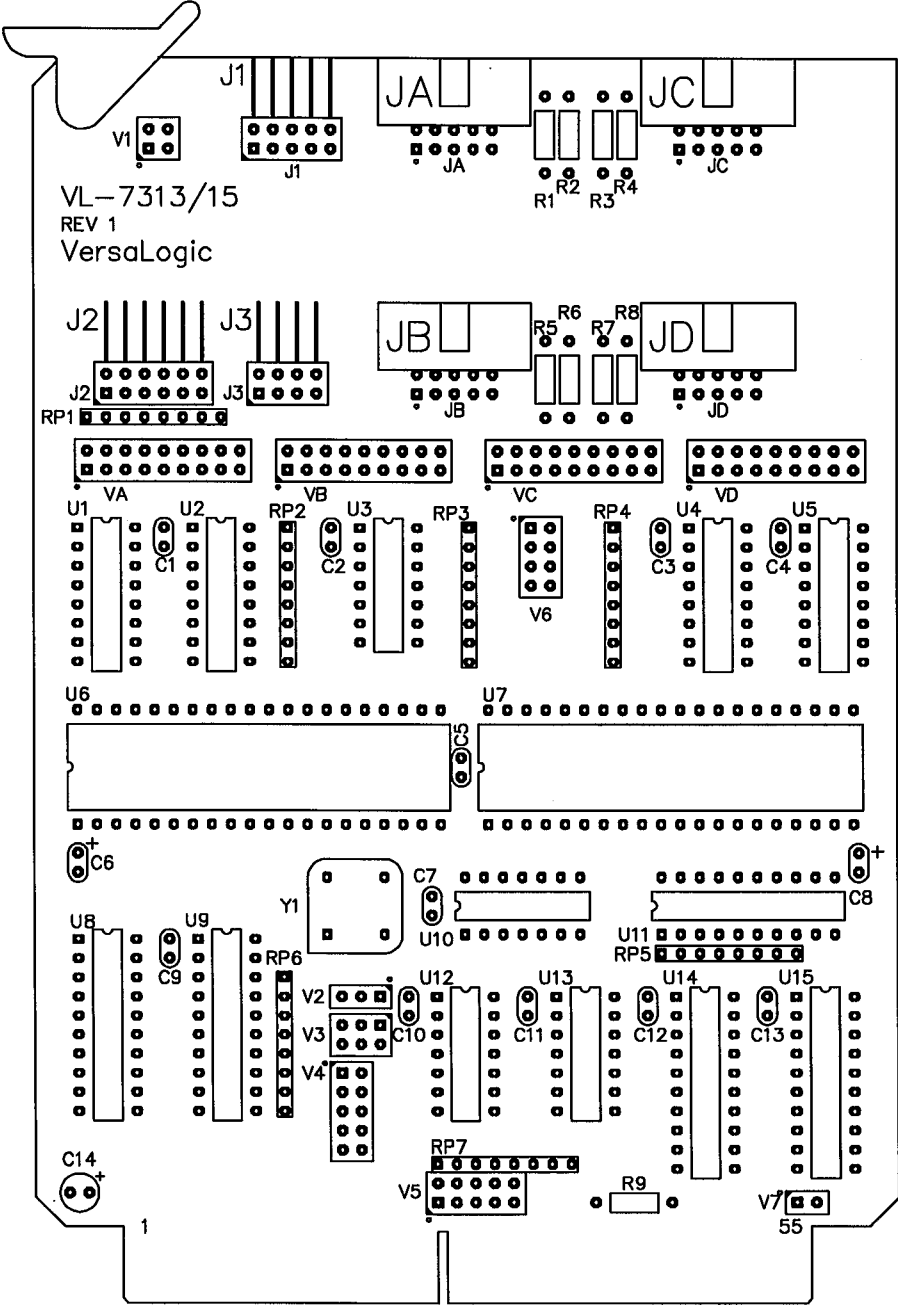 J1
JA
JC
V1
J1
JA
JC
R1 R2 R3 R4
VL-7313/15
REV 1
VersaLogic
J2 J3
JB
JD
R5 R6 R7 R8
J2
J3
JB
JD
RP1
VA VB VC VD
U1 U2 RP2 U3 RP3 RP4 U4 U5
C1 C2 C3 C4
V6
U6 U7
C5
C6 +
+ C8
Y1
C7
U8 U9
U10
U11
C9
RP6
RP5
V2
U12 U13 U14 U15
V3
C10 C11 C12 C13
V4
C14 +
RP7
V5
R9
V7
1
55